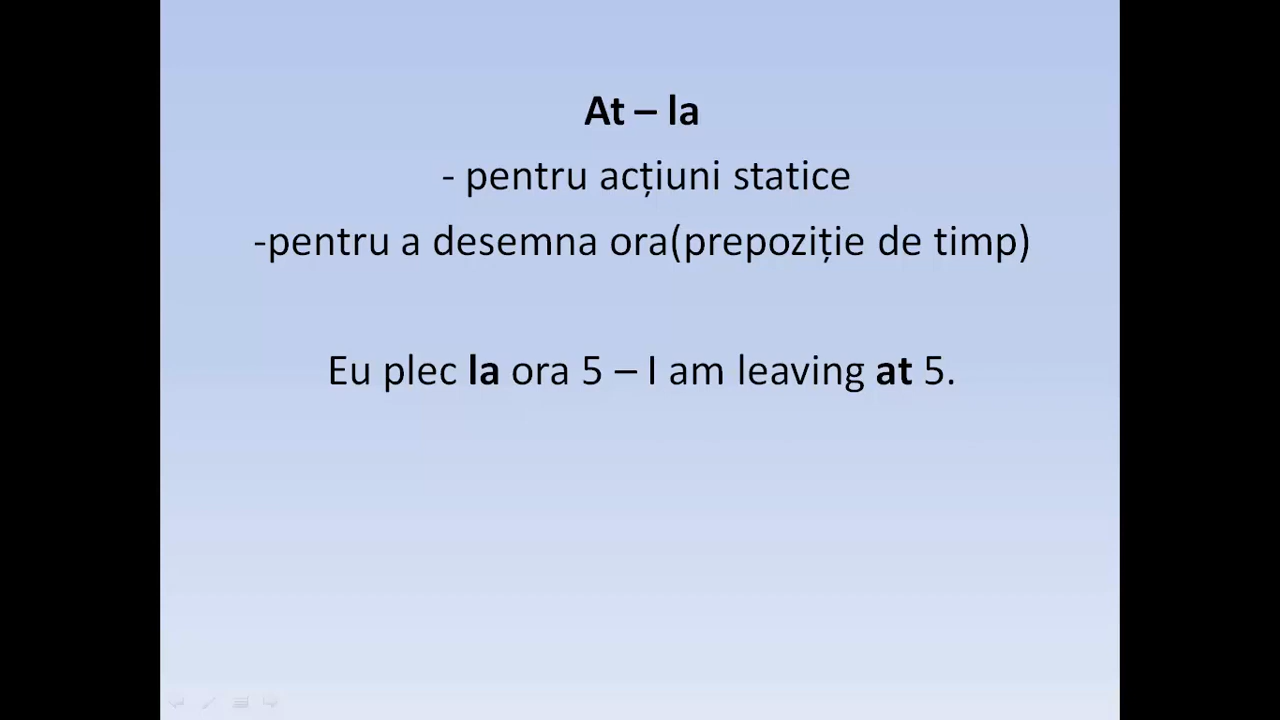 At – la
- pentru acțiuni statice
-pentru a desemna ora(prepoziție de timp)
Eu plec la ora 5 – I am leaving at 5.